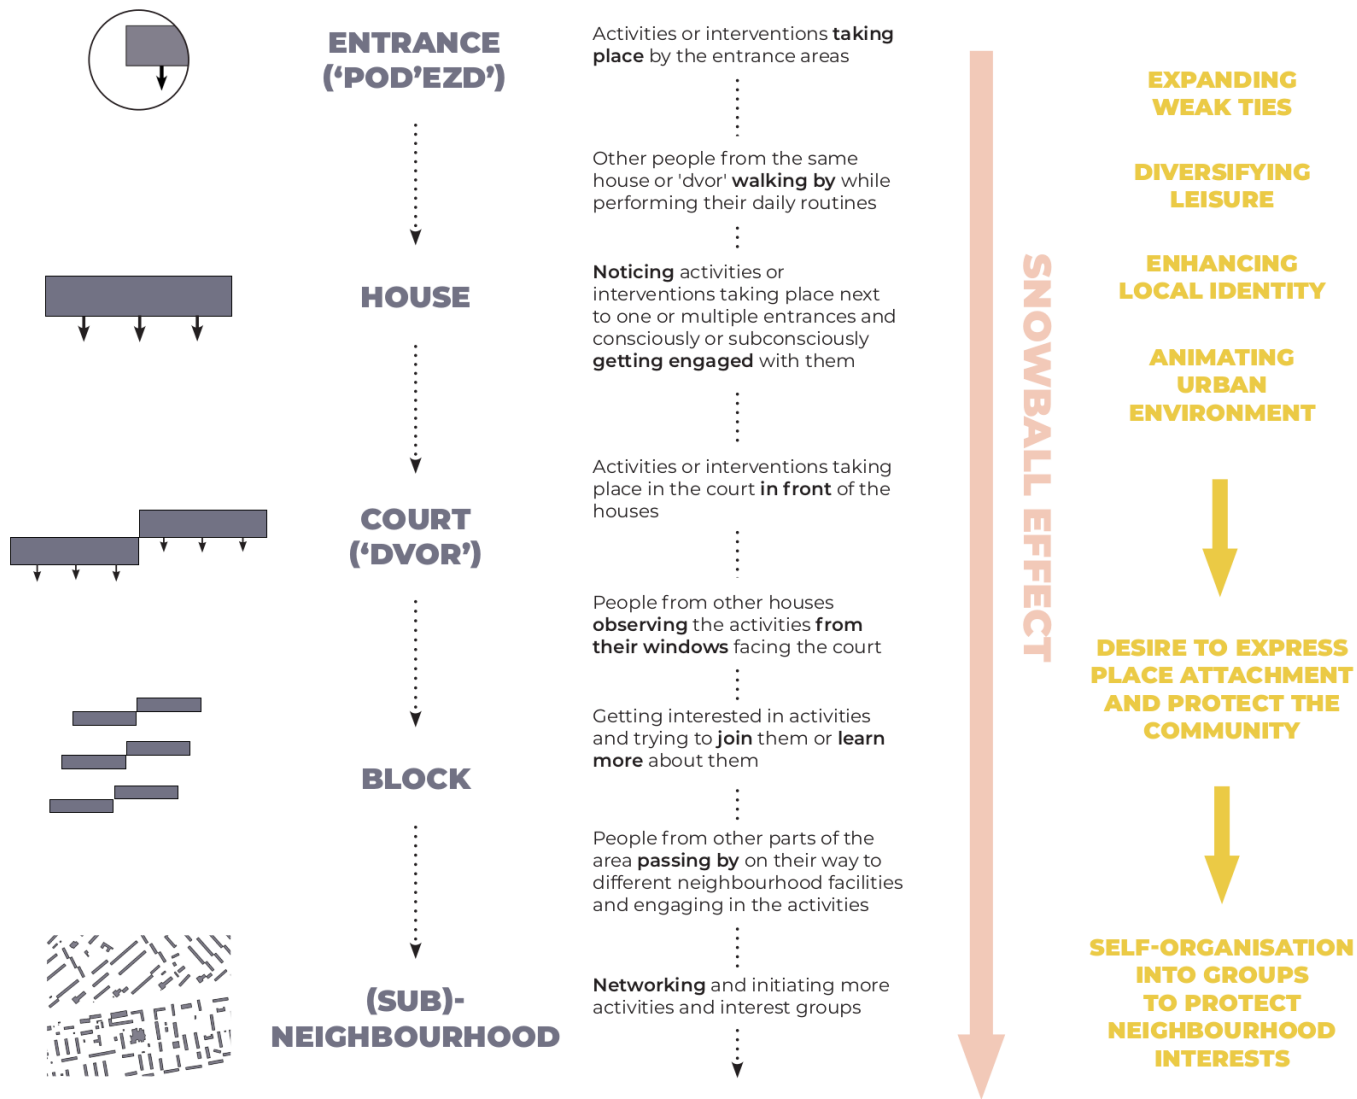 ENTRANCE
(‘POD’EZD’)
HOUSE
COURT
(‘DVOR’)
BLOCK
(SUB)-
NEIGHBOURHOOD
Activities or interventions taking
place by the entrance areas
Other people from the same
house or 'dvor' walking by while
performing their daily routines
Noticing activities or
interventions taking place next
to one or multiple entrances and
consciously or subconsciously
getting engaged with them
Activities or interventions taking
place in the court in front of the
houses
People from other houses
observing the activities from
their windows facing the court
Getting interested in activities
and trying to join them or learn
more about them
People from other parts of the
area passing by on their way to
different neighbourhood facilities
and engaging in the activities
Networking and initiating more
activities and interest groups
SNOWBALL EFFECT
EXPANDING
WEAK TIES
DIVERSIFYING
LEISURE
ENHANCING
LOCAL IDENTITY
ANIMATING
URBAN
ENVIRONMENT
DESIRE TO EXPRESS
PLACE ATTACHMENT
AND PROTECT THE
COMMUNITY
SELF-ORGANISATION
INTO GROUPS
TO PROTECT
NEIGHBOURHOOD
INTERESTS